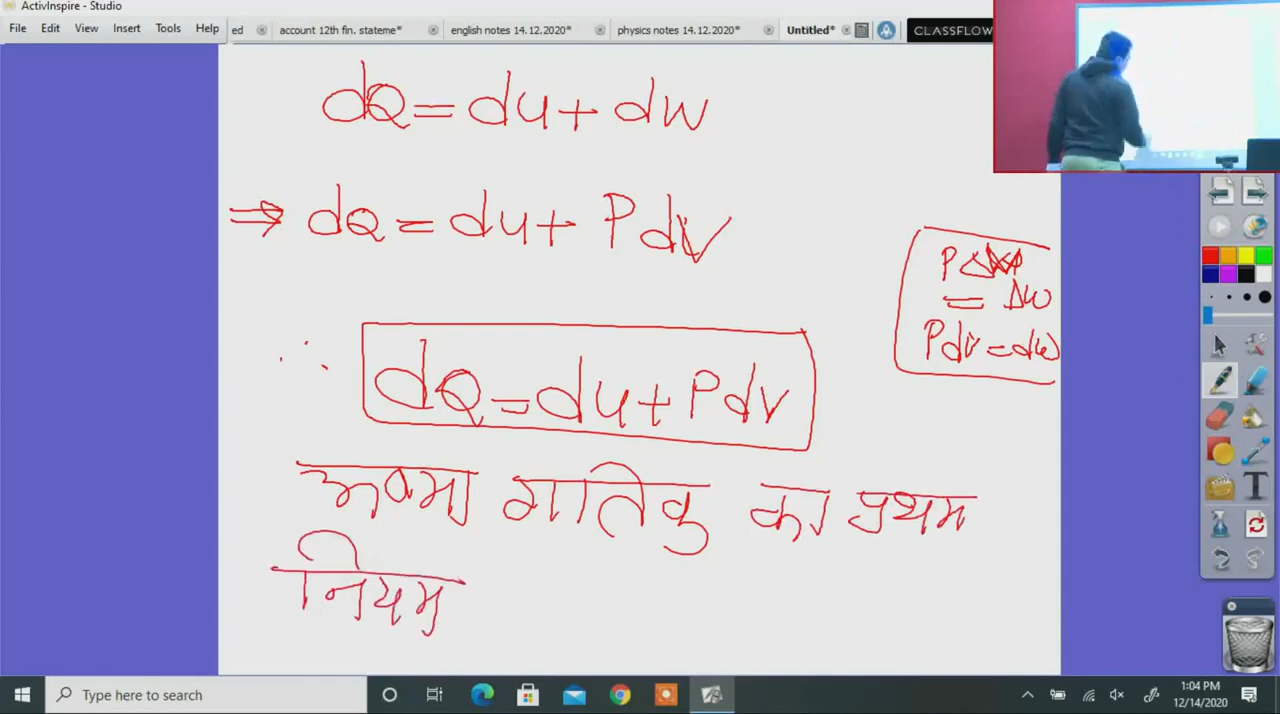 ActivInspire - Studio
File Edit View Insert Tools Help
ed account 12th fin. stateme* english notes 14.12.2020* physics notes 14.12.2020* Untitled* CLASSFLOW
dQ = du + dw
⇒ dQ = du + PdV
= Δw
Pdv = dw
∴ dQ = du + Pdv
गतिकी का प्रथम
नियम
Type here to search
1:04 PM
12/14/2020